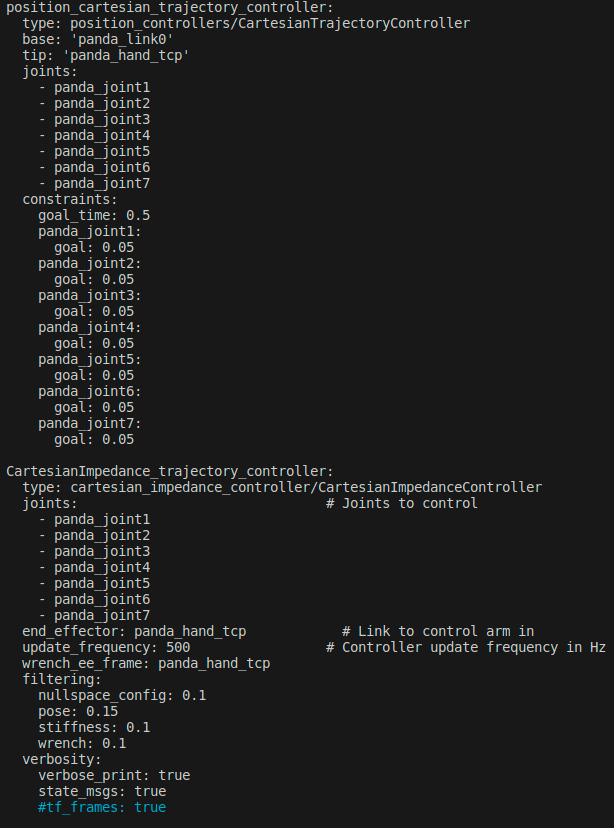 position_cartesian_trajectory_controller:
  type: position_controllers/CartesianTrajectoryController
  base: 'panda_link0'
  tip: 'panda_hand_tcp'
  joints:
    - panda_joint1
    - panda_joint2
    - panda_joint3
    - panda_joint4
    - panda_joint5
    - panda_joint6
    - panda_joint7
  constraints:
    goal_time: 0.5
    panda_joint1:
      goal: 0.05
    panda_joint2:
      goal: 0.05
    panda_joint3:
      goal: 0.05
    panda_joint4:
      goal: 0.05
    panda_joint5:
      goal: 0.05
    panda_joint6:
      goal: 0.05
    panda_joint7:
      goal: 0.05

CartesianImpedance_trajectory_controller:
  type: cartesian_impedance_controller/CartesianImpedanceController
  joints:                               # Joints to control
    - panda_joint1
    - panda_joint2
    - panda_joint3
    - panda_joint4
    - panda_joint5
    - panda_joint6
    - panda_joint7
  end_effector: panda_hand_tcp            # Link to control arm in
  update_frequency: 500                 # Controller update frequency in Hz
  wrench_ee_frame: panda_hand_tcp
  filtering:
    nullspace_config: 0.1
    pose: 0.15
    stiffness: 0.1
    wrench: 0.1
  verbosity:
    verbose_print: true
    state_msgs: true
    #tf_frames: true